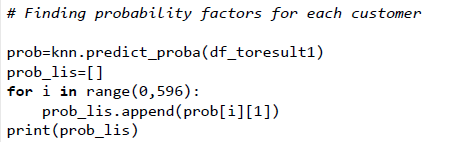 # Finding probability factors for each customer
prob=knn.predict_proba(df_toresult1)
prob_lis=[]
for i in range(0,596):
    prob_lis.append(prob[i][1])
print(prob_lis)